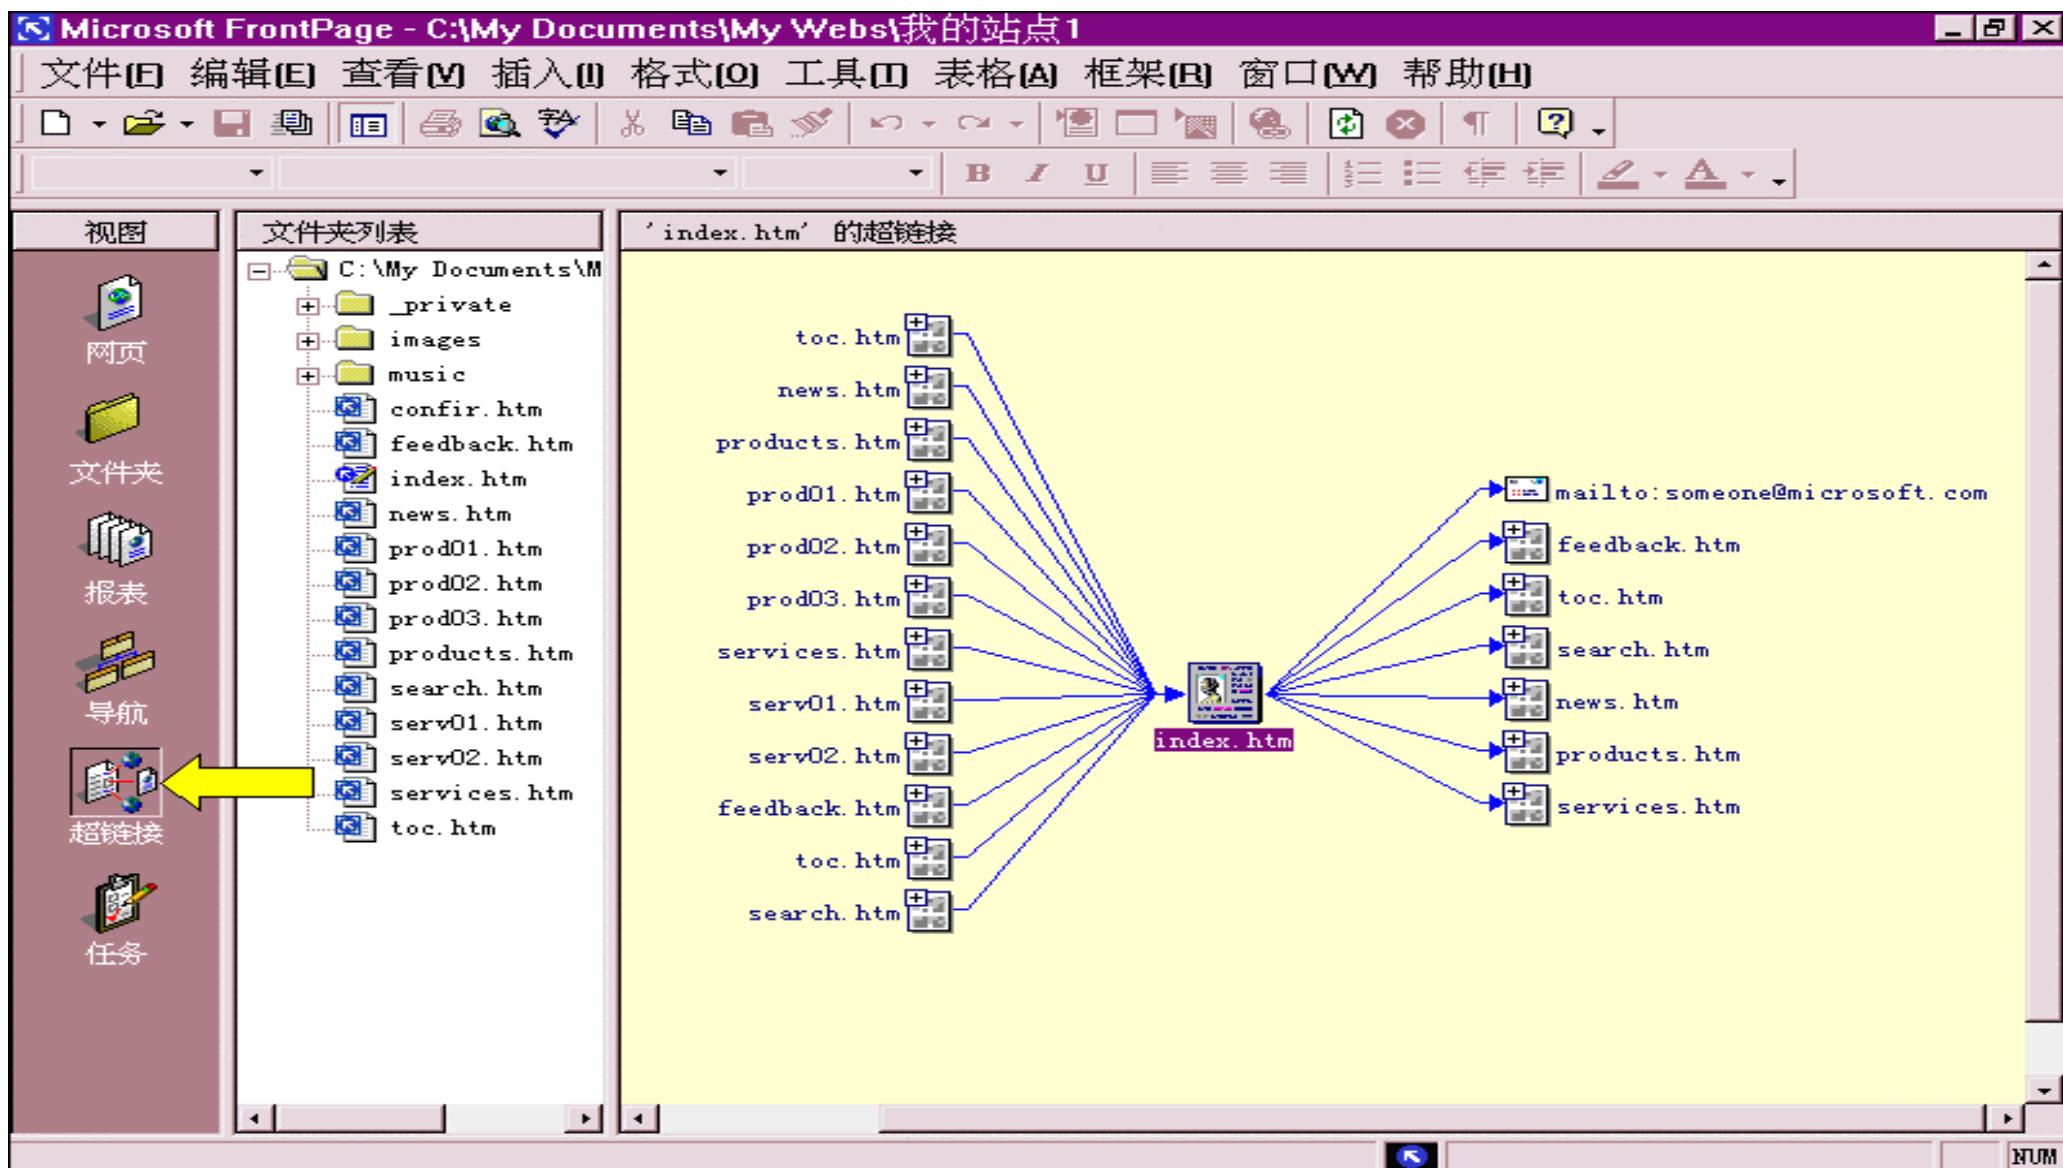 Microsoft FrontPage - C:\My Documents\My Webs\我的站点1
文件(F) 编辑(E) 查看(V) 插入(I) 格式(O) 工具(T) 表格(A) 框架(R) 窗口(W) 帮助(H)
视图
网页
文件夹
报表
导航
超链接
任务
文件夹列表
C:\My Documents\M
_private
images
music
confir.htm
feedback.htm
index.htm
news.htm
prod01.htm
prod02.htm
prod03.htm
products.htm
search.htm
serv01.htm
serv02.htm
services.htm
toc.htm
'index.htm' 的超链接
toc.htm
news.htm
products.htm
prod01.htm
prod02.htm
prod03.htm
services.htm
serv01.htm
serv02.htm
feedback.htm
toc.htm
search.htm
index.htm
mailto:someone@microsoft.com
feedback.htm
toc.htm
search.htm
news.htm
products.htm
services.htm
NUM